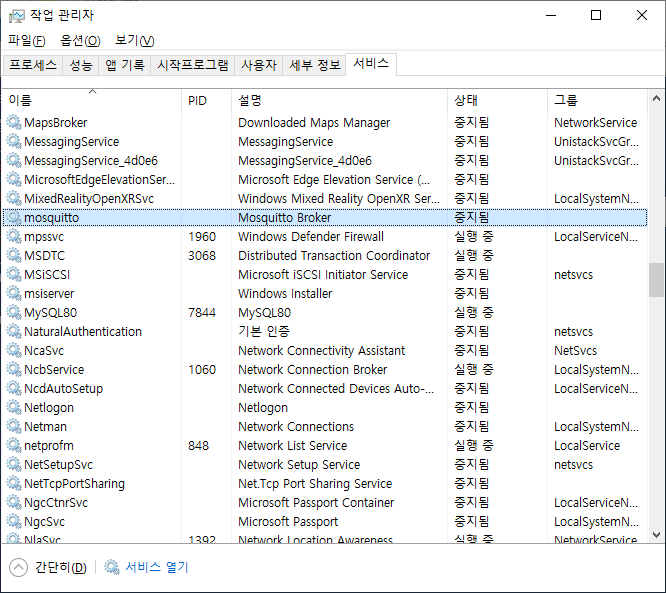 작업 관리자
파일(F) 옵션(O) 보기(V)
프로세스 성능 앱 기록 시작프로그램 사용자 세부 정보 서비스
이름 PID 설명 상태 그룹
MapsBroker Downloaded Maps Manager 중지됨 NetworkService
MessagingService MessagingService 중지됨 UnistackSvcGr...
MessagingService_4d0e6 MessagingService_4d0e6 중지됨 UnistackSvcGr...
MicrosoftEdgeElevationSer... Microsoft Edge Elevation Service (... 중지됨
MixedRealityOpenXRSvc Windows Mixed Reality OpenXR Ser... 중지됨 LocalSystemN...
mosquitto Mosquitto Broker 중지됨
mpssvc 1960 Windows Defender Firewall 실행 중 LocalServiceN...
MSDTC 3068 Distributed Transaction Coordinator 실행 중
MSiSCSI Microsoft iSCSI Initiator Service 중지됨 netsvcs
msiserver Windows Installer 중지됨
MySQL80 7844 MySQL80 실행 중
NaturalAuthentication 기본 인증 중지됨 netsvcs
NcaSvc Network Connectivity Assistant 중지됨 NetSvcs
NcbService 1060 Network Connection Broker 실행 중 LocalSystemN...
NcdAutoSetup Network Connected Devices Auto-... 중지됨 LocalServiceN...
Netlogon Netlogon 중지됨
Netman Network Connections 중지됨 LocalSystemN...
netprofm 848 Network List Service 실행 중 LocalService
NetSetupSvc Network Setup Service 중지됨 netsvcs
NetTcpPortSharing Net.Tcp Port Sharing Service 중지됨
NgcCtnrSvc Microsoft Passport Container 중지됨 LocalServiceN...
NgcSvc Microsoft Passport 중지됨 LocalSystemN...
NlaSvc 1392 Network Location Awareness 실행 중 NetworkService
간단히(D) 서비스 열기